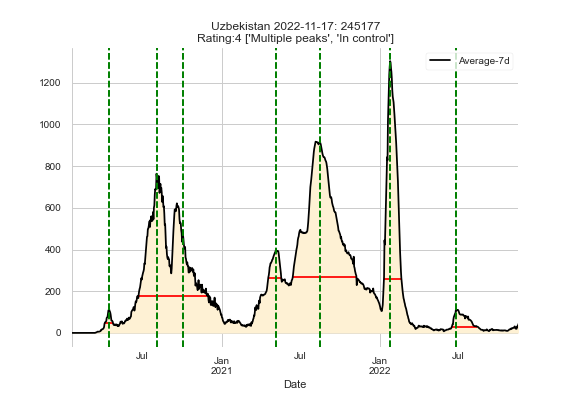 Uzbekistan 2022-11-17: 245177
Rating:4 ['Multiple peaks', 'In control']
Average-7d
1200
1000
800
600
400
200
0
Jul
Jan
2021
Jul
Jan
2022
Jul
Date